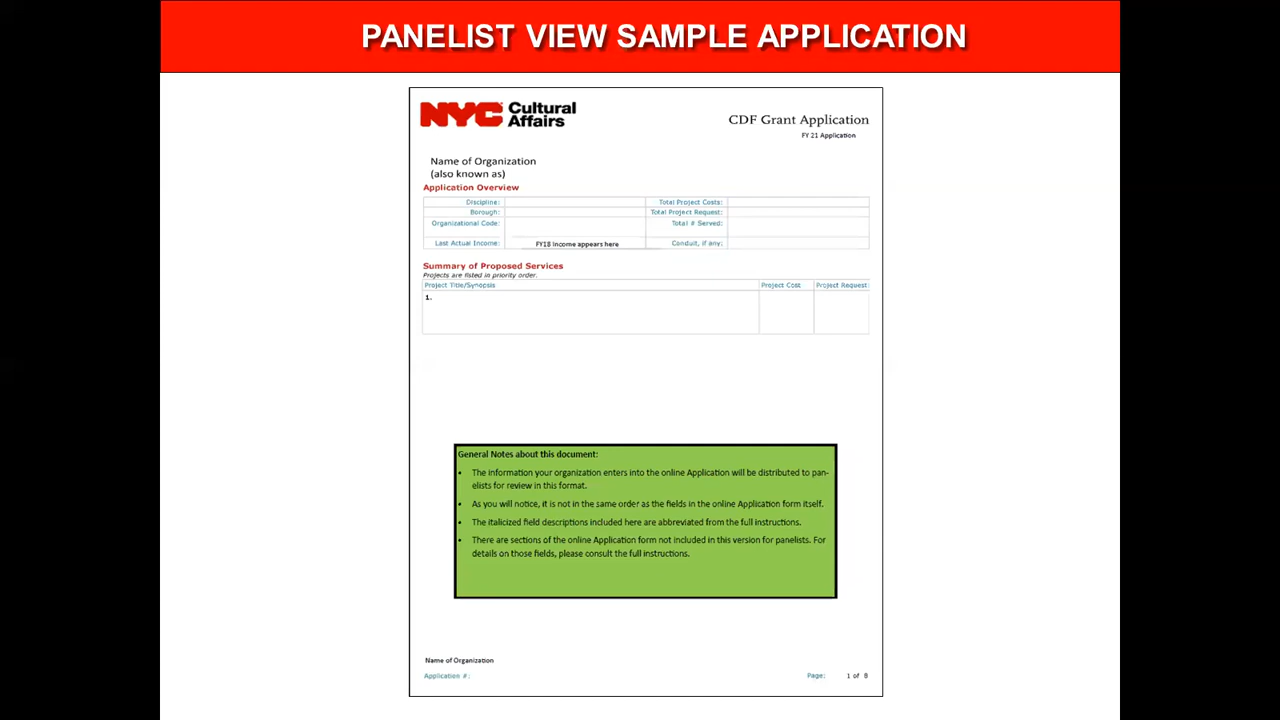 PANELIST VIEW SAMPLE APPLICATION
NYC Cultural
Affairs
CDF Grant Application
FY 21 Application
Name of Organization
(also known as)
Application Overview
Discipline: Total Project Costs:
Borough: Total Project Request:
Organizational Code: Total # Served:
Last Actual Income: FY18 Income appears here Conduit, if any:
Summary of Proposed Services
Projects are listed in priority order.
Project Title/Synopsis Project Cost Project Request:
1.
General Notes about this document:
• The information your organization enters into the online Application will be distributed to pan-
elists for review in this format.
• As you will notice, it is not in the same order as the fields in the online Application form itself.
• The italicized field descriptions included here are abbreviated from the full instructions.
• There are sections of the online Application form not included in this version for panelists. For
details on those fields, please consult the full instructions.
Name of Organization
Application #: Page: 1 of 8